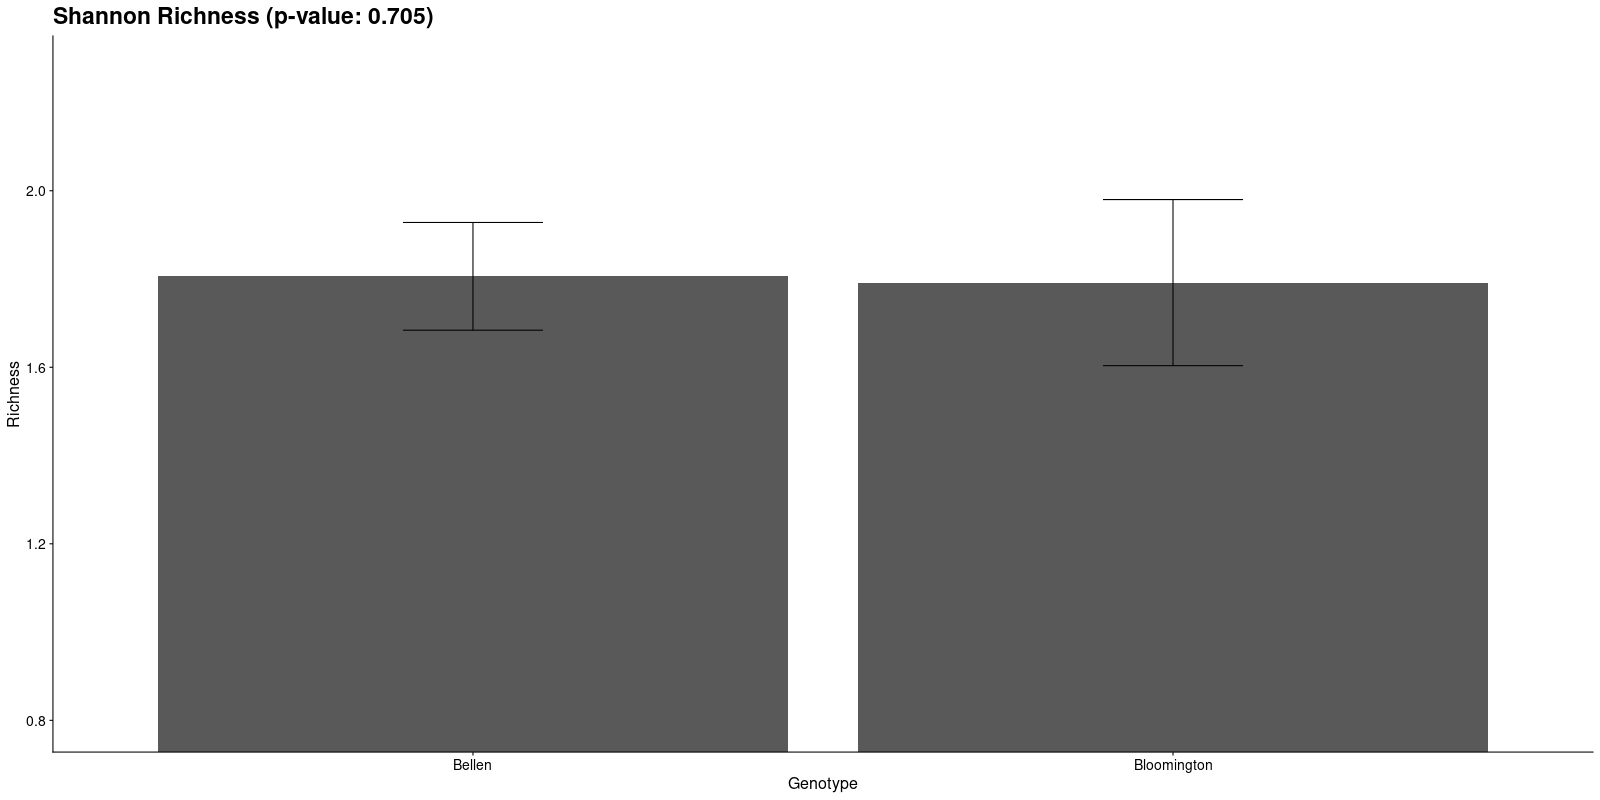 Shannon Richness (p-value: 0.705)
Richness
2.0
1.6
1.2
0.8
Bellen
Bloomington
Genotype